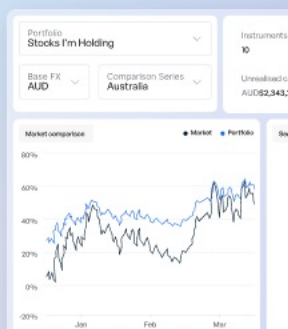 Portfolio
Stocks I'm Holding
Instruments
10
Base FX
AUD
Comparison Series
Australia
Unrealised c
AUD$2,343,
Market comparison
Market
Portfolio
80%
60%
40%
20%
0%
-20%
Jan
Feb
Mar